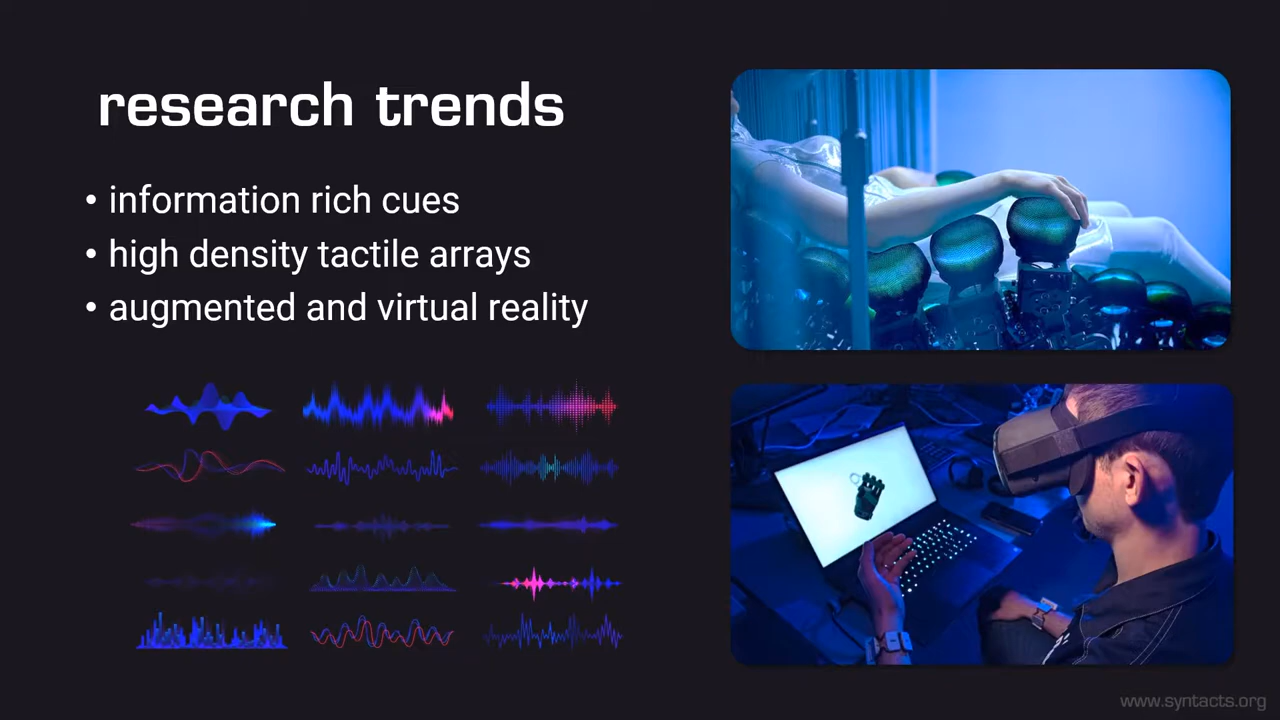 research trends
• information rich cues
• high density tactile arrays
• augmented and virtual reality
www.syntacts.org